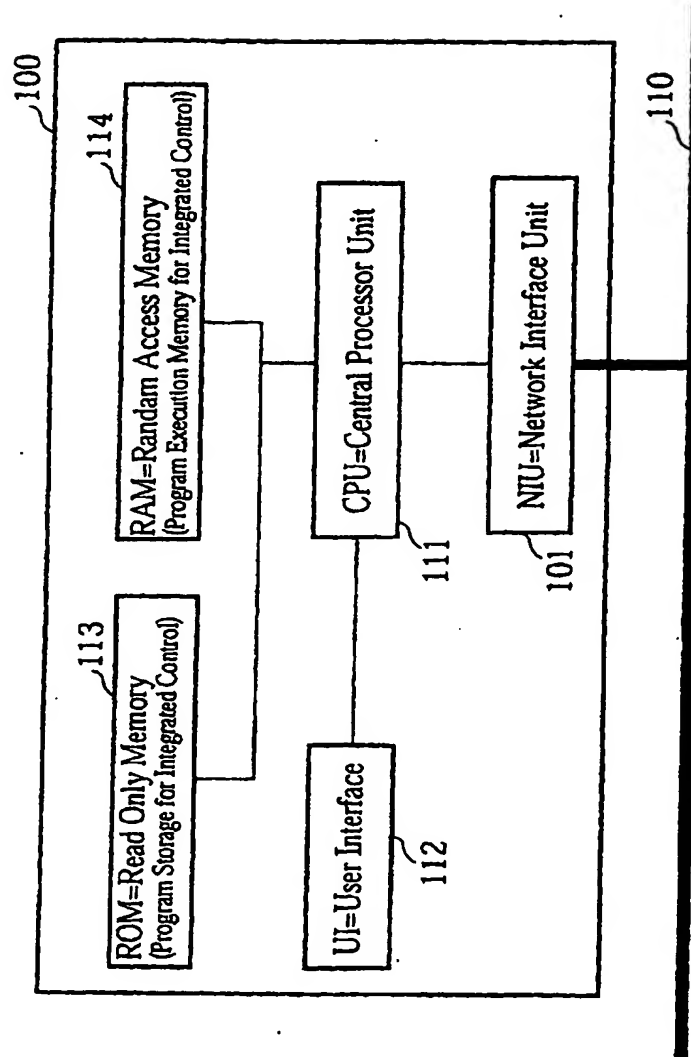 100
113
ROM=Read Only Memory
(Program Storage for Integrated Control)
114
RAM=Randam Access Memory
(Program Execution Memory for Integrated Control)
UI=User Interface
112
CPU=Central Processor Unit
111
NIU=Network Interface Unit
101
110